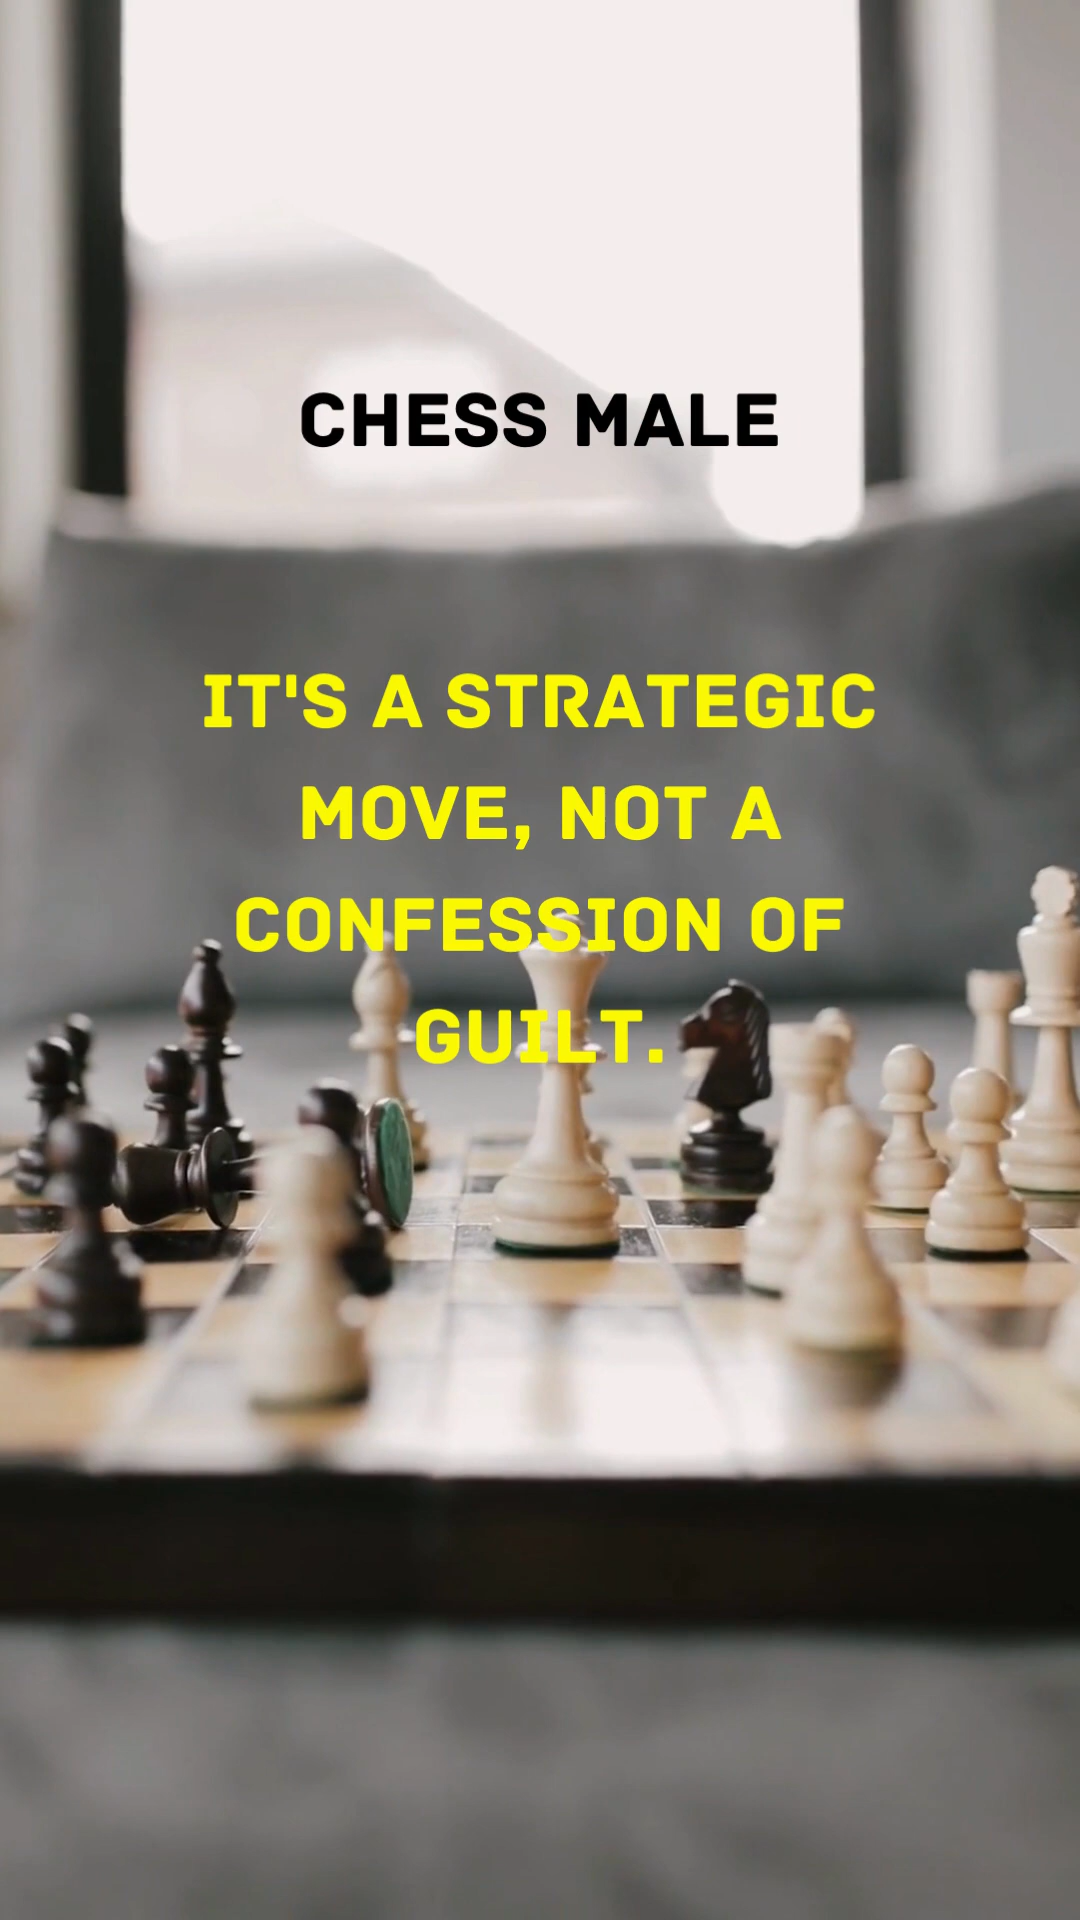 CHESS MALE
IT'S A STRATEGIC
MOVE, NOT A
CONFESSION OF
GUILT.